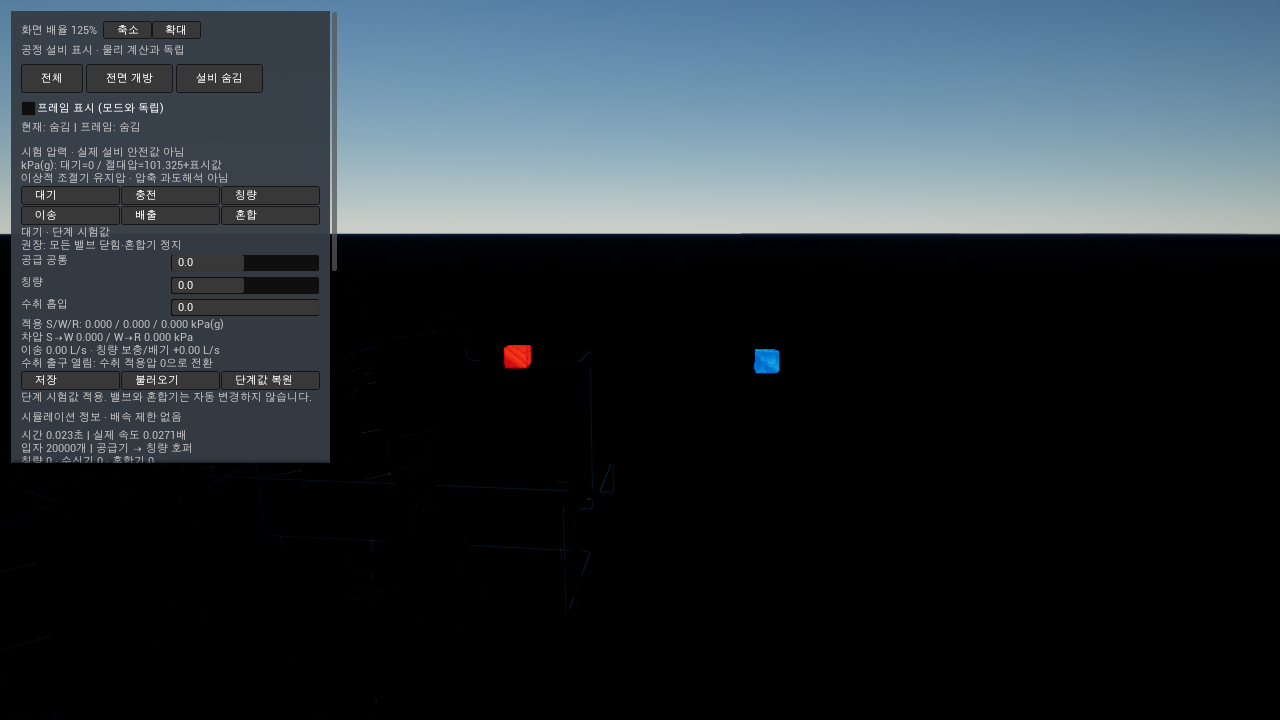 화면 배율 125% 축소 확대
공정 설비 표시 · 물리 계산과 독립
전체 전면 개방 설비 숨김
프레임 표시 (모드와 독립)
현재: 숨김 | 프레임: 숨김
시험 압력 · 실제 설비 안전값 아님
kPa(g): 대기=0 / 절대압=101.325+표시값
이상적 조절기 유지압 · 압축 과도해석 아님
대기 충전 칭량
이송 배출 혼합
대기 · 단계 시험값
권장: 모든 밸브 닫힘·혼합기 정지
공급 공통 0.0
칭량 0.0
수취 흡입 0.0
적용 S/W/R: 0.000 / 0.000 / 0.000 kPa(g)
차압 S→W 0.000 / W→R 0.000 kPa
이송 0.00 L/s · 칭량 보충/배기 +0.00 L/s
수취 출구 열림: 수취 적용압 0으로 전환
저장 불러오기 단계값 복원
단계 시험값 적용. 밸브와 혼합기는 자동 변경하지 않습니다.
시뮬레이션 정보 · 배속 제한 없음
시간 0.023초 | 실제 속도 0.0271배
입자 20000개 | 공급기 → 칭량 호퍼
칭량 0 · 수신기 0 · 혼합기 0